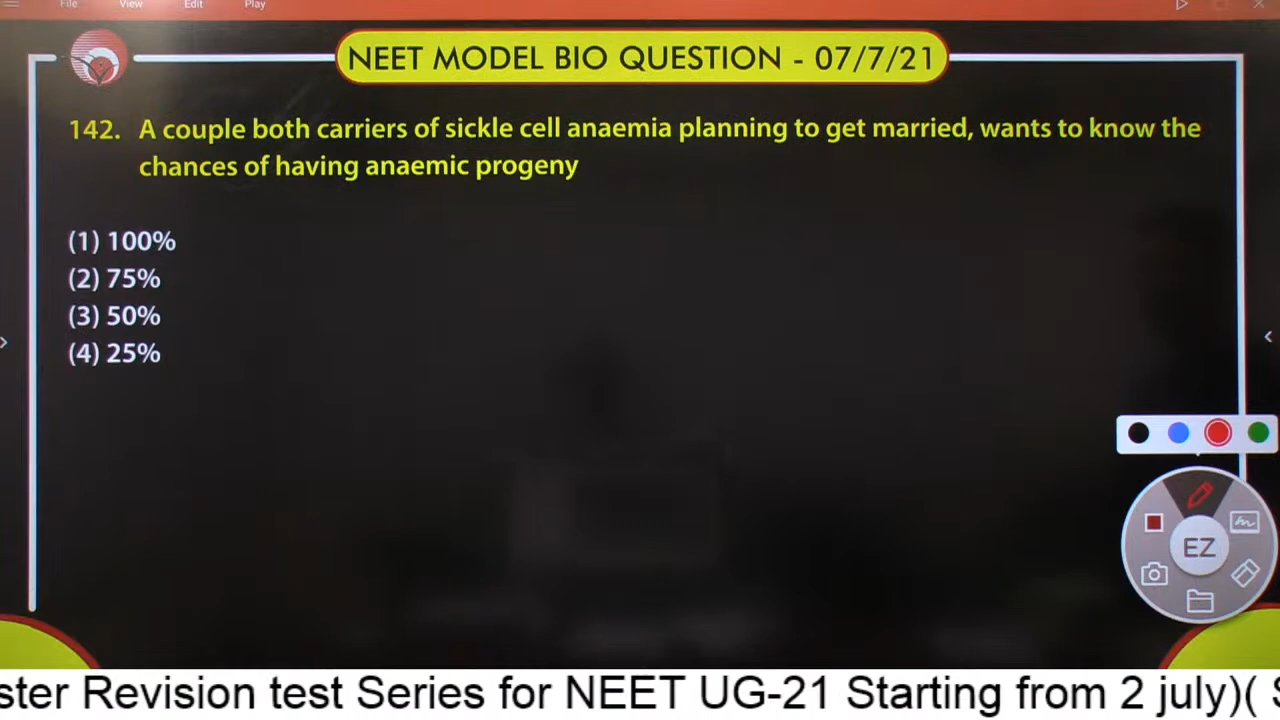 File View Edit Play
NEET MODEL BIO QUESTION - 07/7/21
142. A couple both carriers of sickle cell anaemia planning to get married, wants to know the
chances of having anaemic progeny
(1) 100%
(2) 75%
(3) 50%
(4) 25%
EZ
ster Revision test Series for NEET UG-21 Starting from 2 july)(